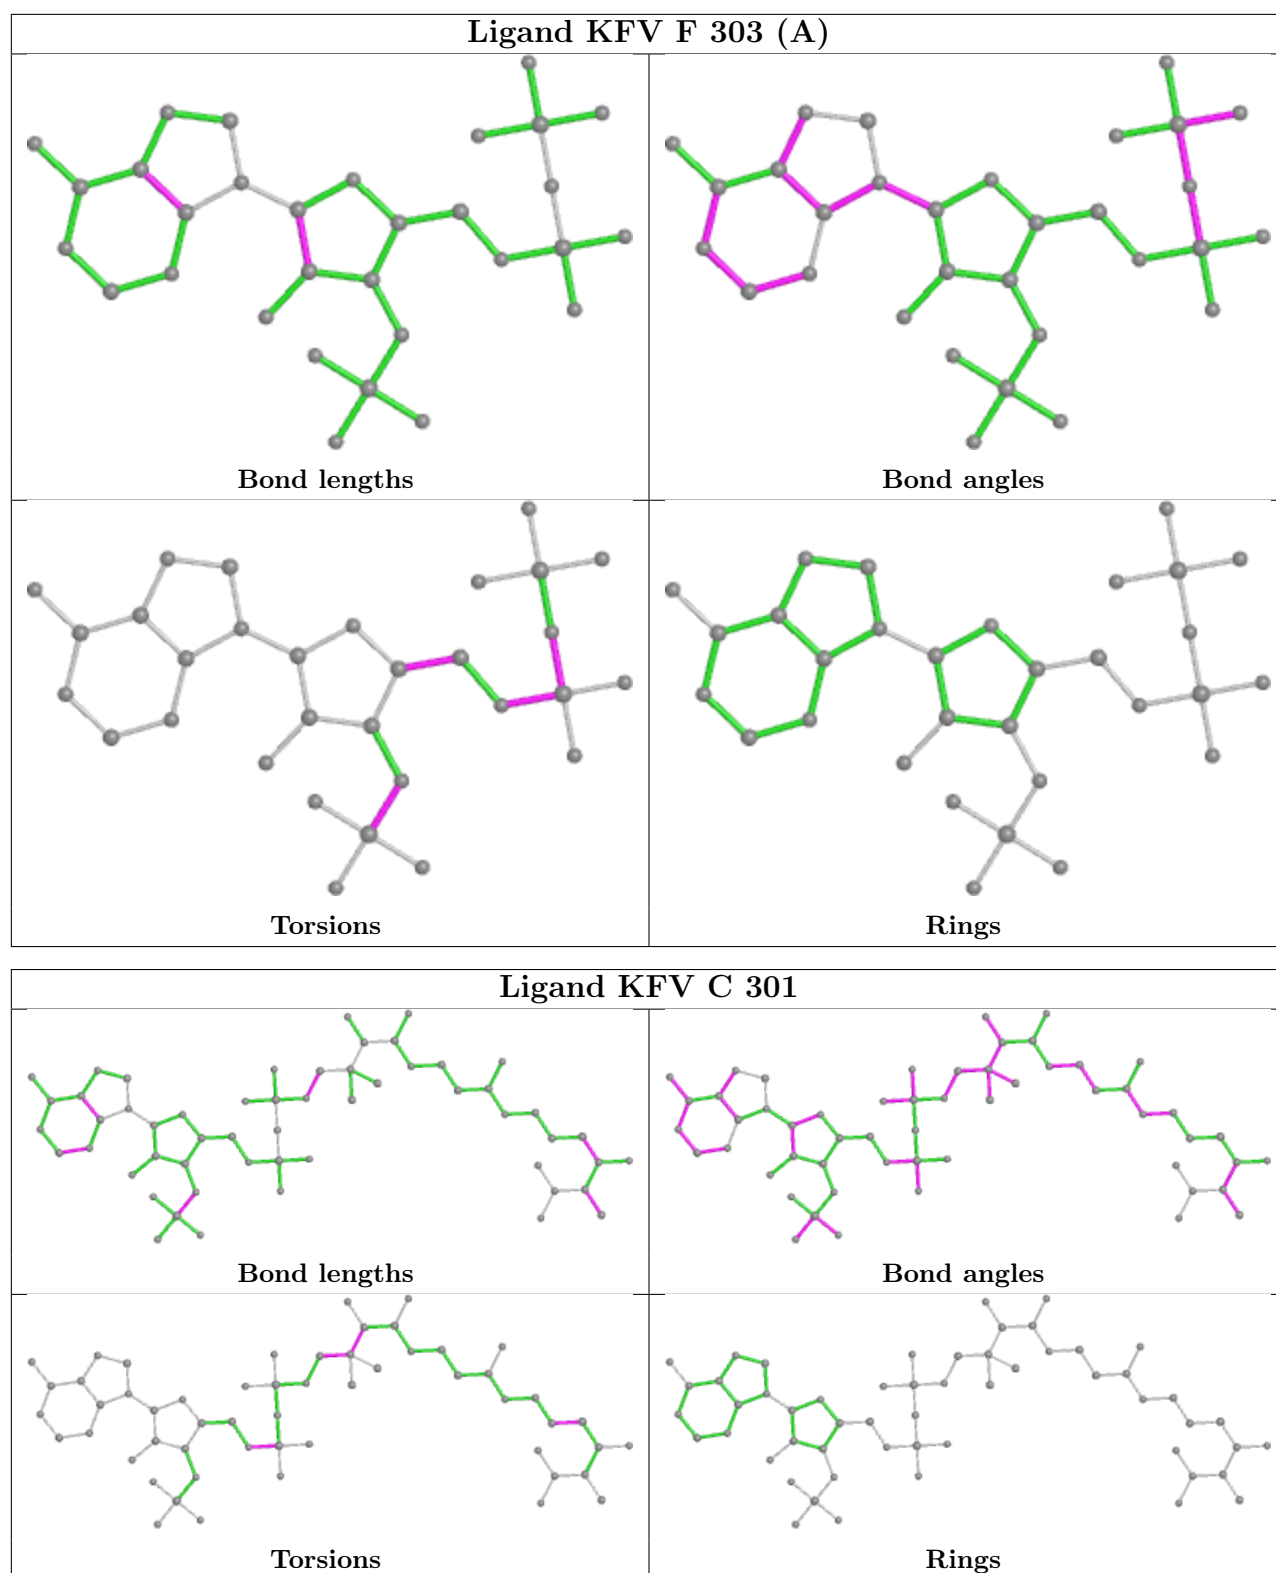 Ligand KFV F 303 (A)
Bond lengths
Bond angles
Torsions
Rings
Ligand KFV C 301
Bond lengths
Bond angles
Torsions
Rings